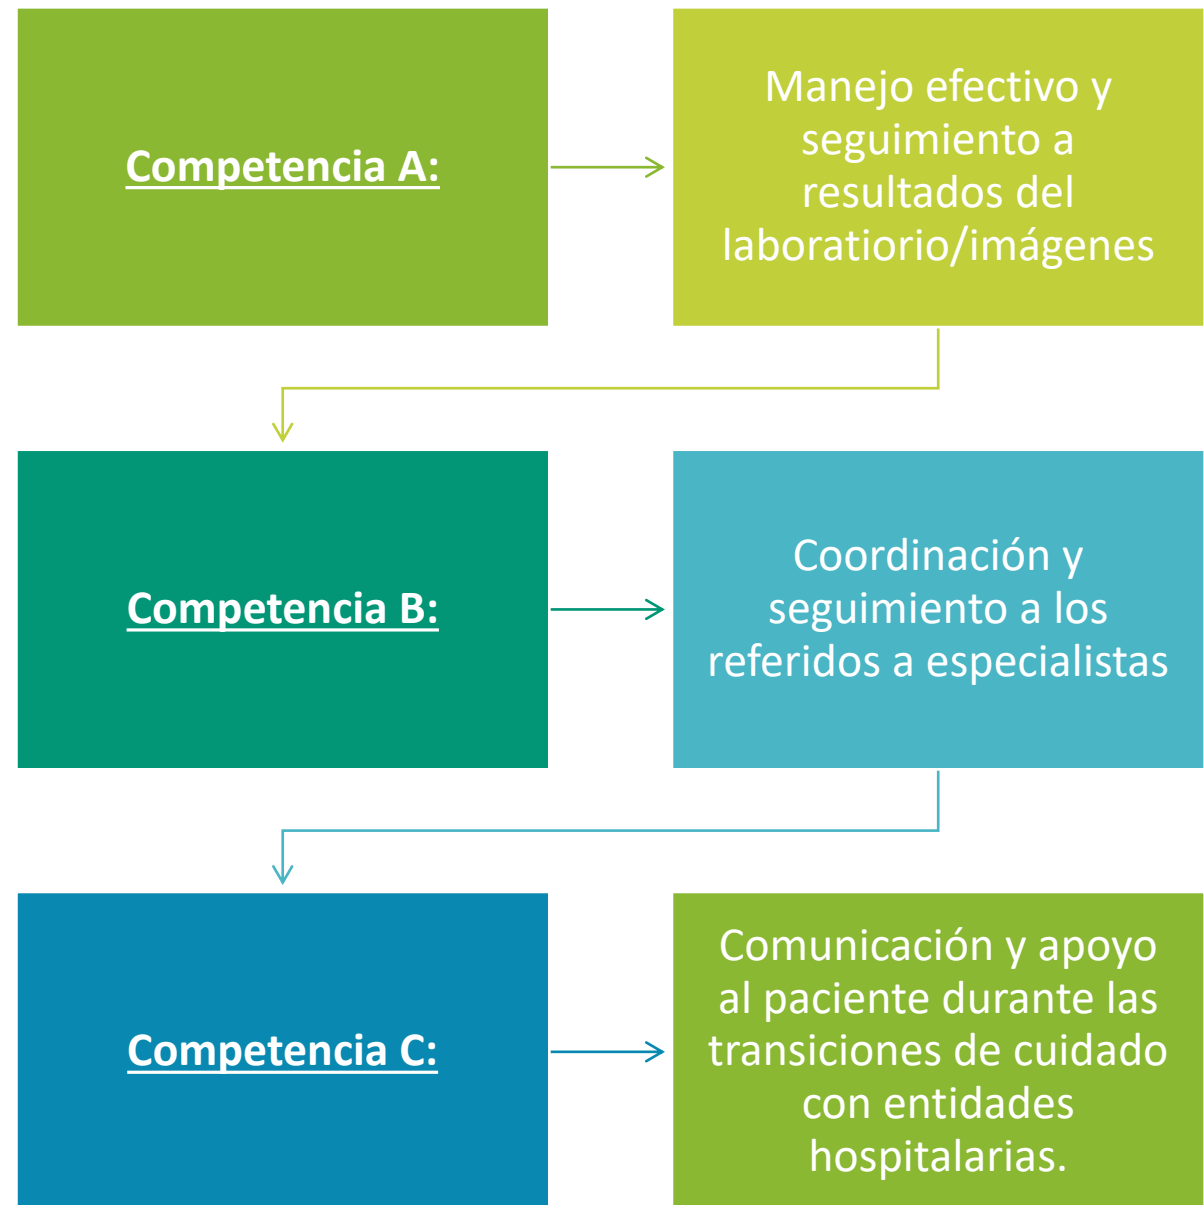 Competencia A:
Manejo efectivo y
seguimiento a
resultados del
laboratiorio/imágenes
Competencia B:
Coordinación y
seguimiento a los
referidos a especialistas
Competencia C:
Comunicación y apoyo
al paciente durante las
transiciones de cuidado
con entidades
hospitalarias.